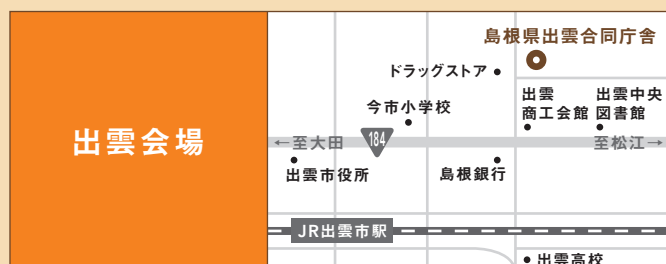 出雲会場
島根県出雲合同庁舎
ドラッグストア
今市小学校
出雲
商工会館
出雲中央
図書館
←至大田
184
至松江→
出雲市役所
島根銀行
JR出雲市駅
出雲高校